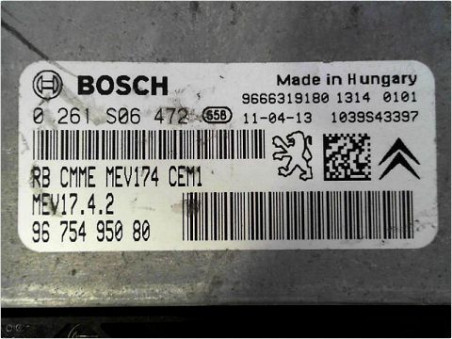 BOSCH
Made in Hungary
9666319180 1314 0101
0 261 S06 472 658
11-04-13 1039S43397
RB CMME MEV174 CEM1
MEV17.4.2
96 754 950 80